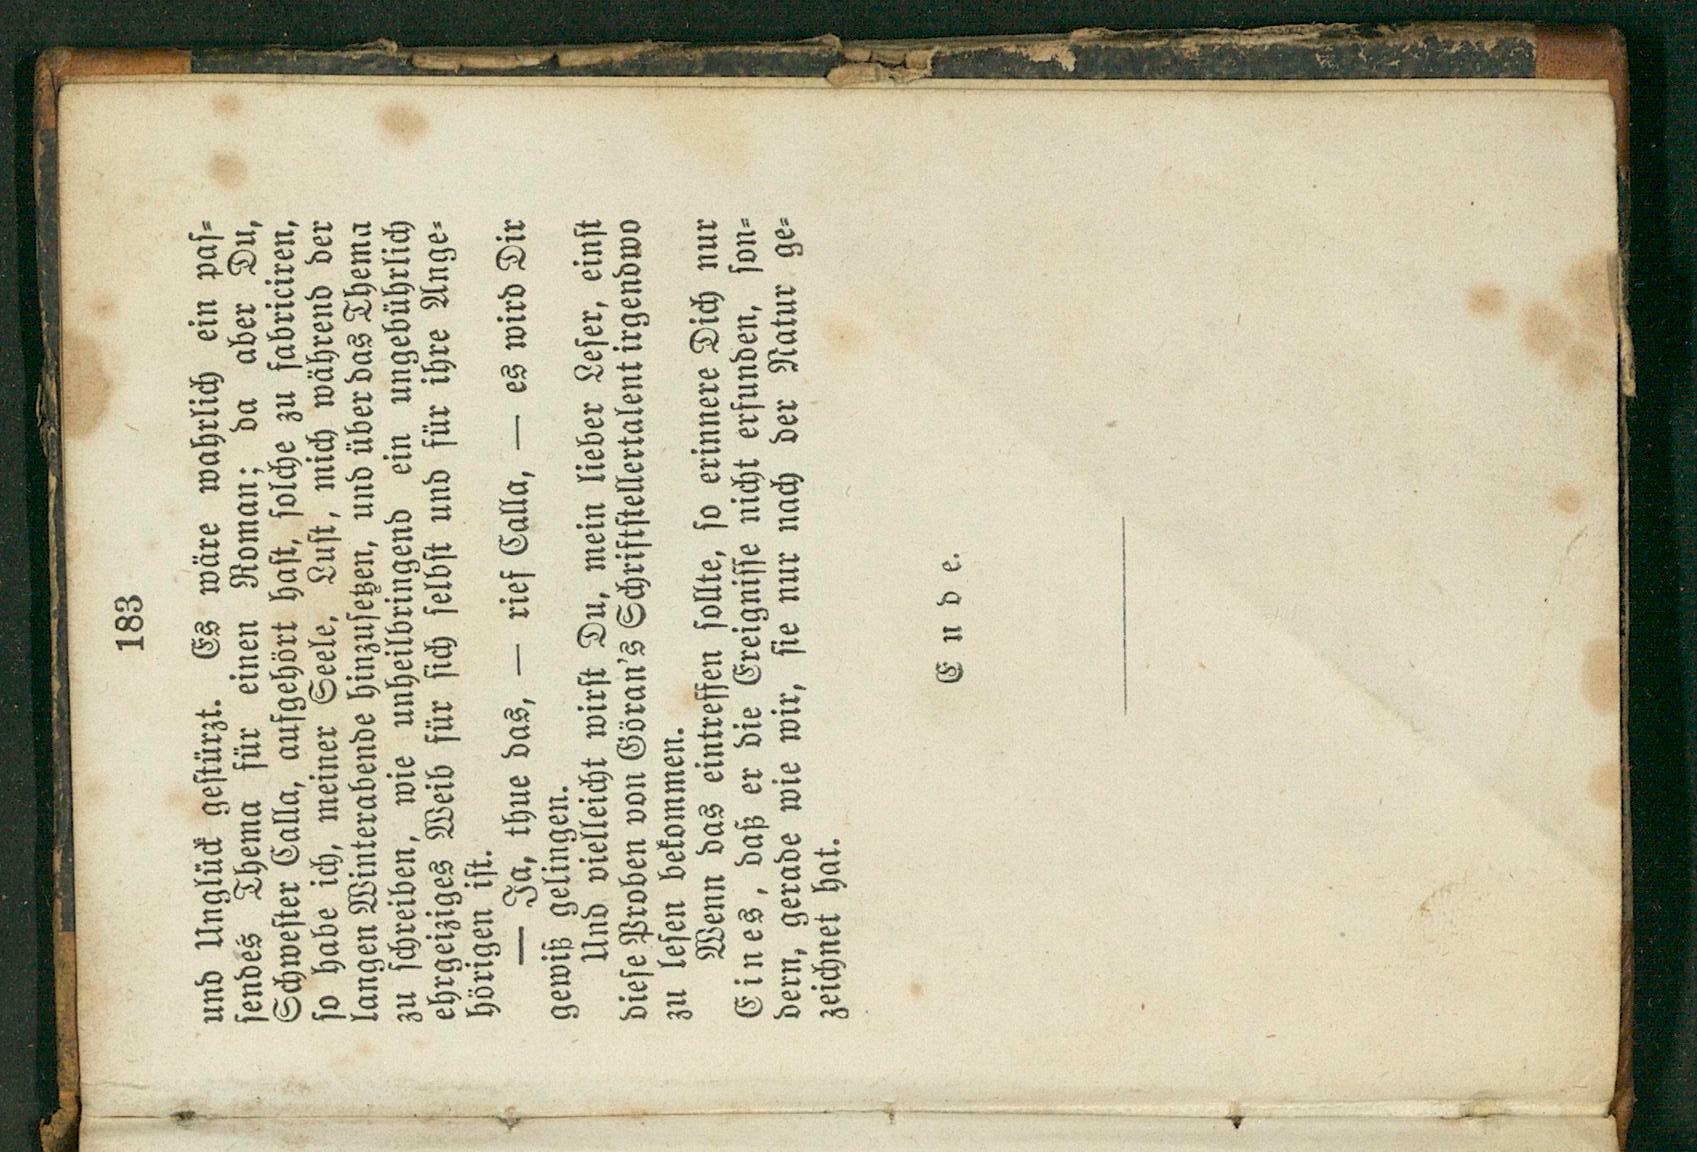 183
und Unglück geſtürzt. Es wäre wahrlich ein paſ-
ſendes Thema für einen Roman; da aber Du,
Schweſter Calla, aufgehört haſt, ſolche zu fabriciren,
ſo habe ich, meiner Seele, Luſt, mich während der
langen Winterabende hinzuſetzen, und über das Thema
zu ſchreiben, wie unheilbringend ein ungebührlich
ehrgeiziges Weib für ſich ſelbſt und für ihre Ange-
hörigen iſt.
— Ja, thue das, — rief Calla, — es wird Dir
gewiß gelingen.
Und vielleicht wirſt Du, mein lieber Leſer, einſt
dieſe Proben von Göran's Schriftſtellertalent irgendwo
zu leſen bekommen.
Wenn das eintreffen ſollte, ſo erinnere Dich nur
Eines, daß er die Ereigniſſe nicht erfunden, ſon-
dern, gerade wie wir, ſie nur nach der Natur ge-
zeichnet hat.
Ende.